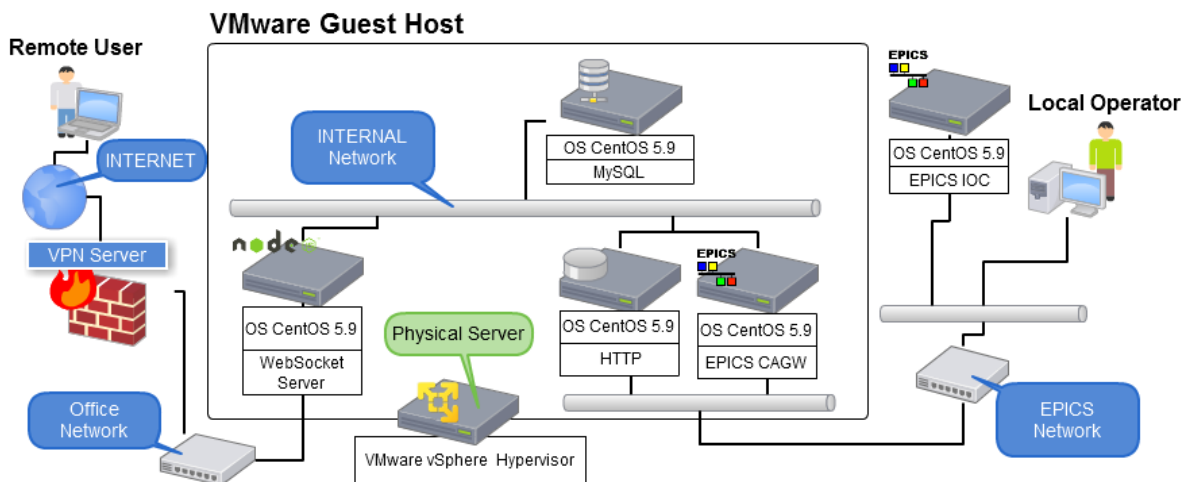 VMware Guest Host
Remote User
EPICS
Local Operator
INTERNAL
Network
OS CentOS 5.9
MySQL
OS CentOS 5.9
EPICS IOC
INTERNET
VPN Server
node
JS
EPICS
OS CentOS 5.9
WebSocket
Server
Physical Server
OS CentOS 5.9
HTTP
OS CentOS 5.9
EPICS CAGW
Office
Network
VMware vSphere Hypervisor
EPICS
Network